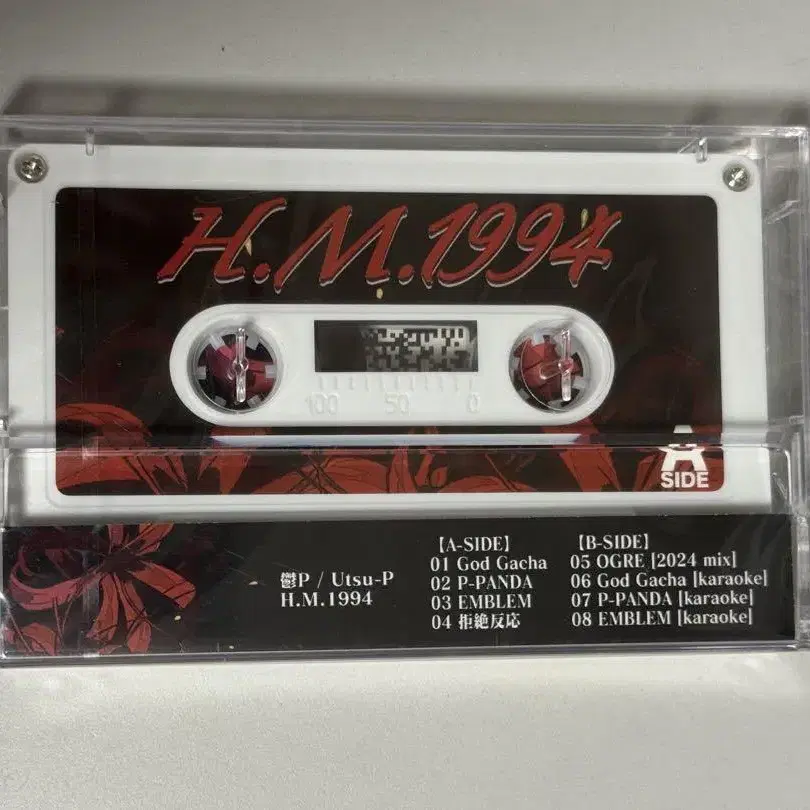 H.M.1994
100 50 0
A
SIDE
鬱P / Utsu-P
H.M.1994
【A-SIDE】
01 God Gacha
02 P-PANDA
03 EMBLEM
04 拒絶反応
【B-SIDE】
05 OGRE [2024 mix]
06 God Gacha [karaoke]
07 P-PANDA [karaoke]
08 EMBLEM [karaoke]